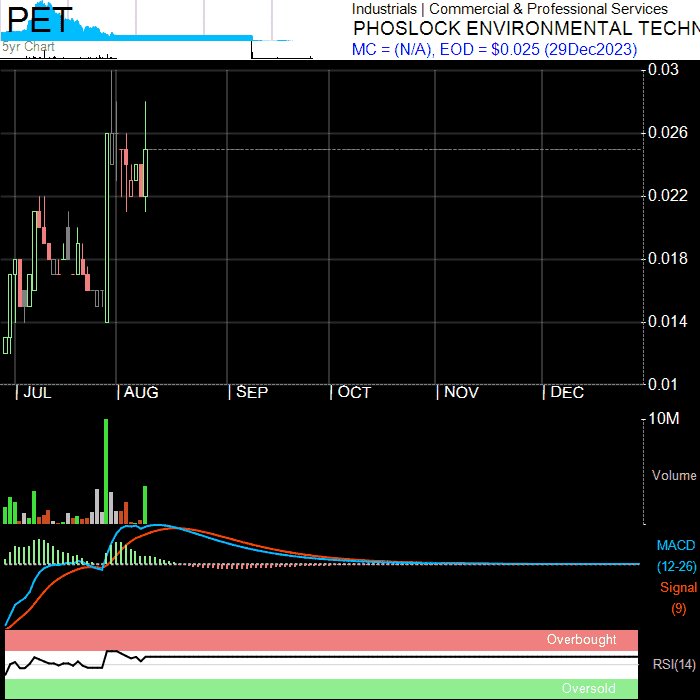 PET
5yr Chart
Industrials | Commercial & Professional Services
PHOSLOCK ENVIRONMENTAL TECHN
MC = (N/A), EOD = $0.025 (29Dec2023)
0.03
0.026
0.022
0.018
0.014
0.01
JUL
AUG
SEP
OCT
NOV
DEC
10M
Volume
MACD
(12-26)
Signal
(9)
Overbought
RSI(14)
Oversold